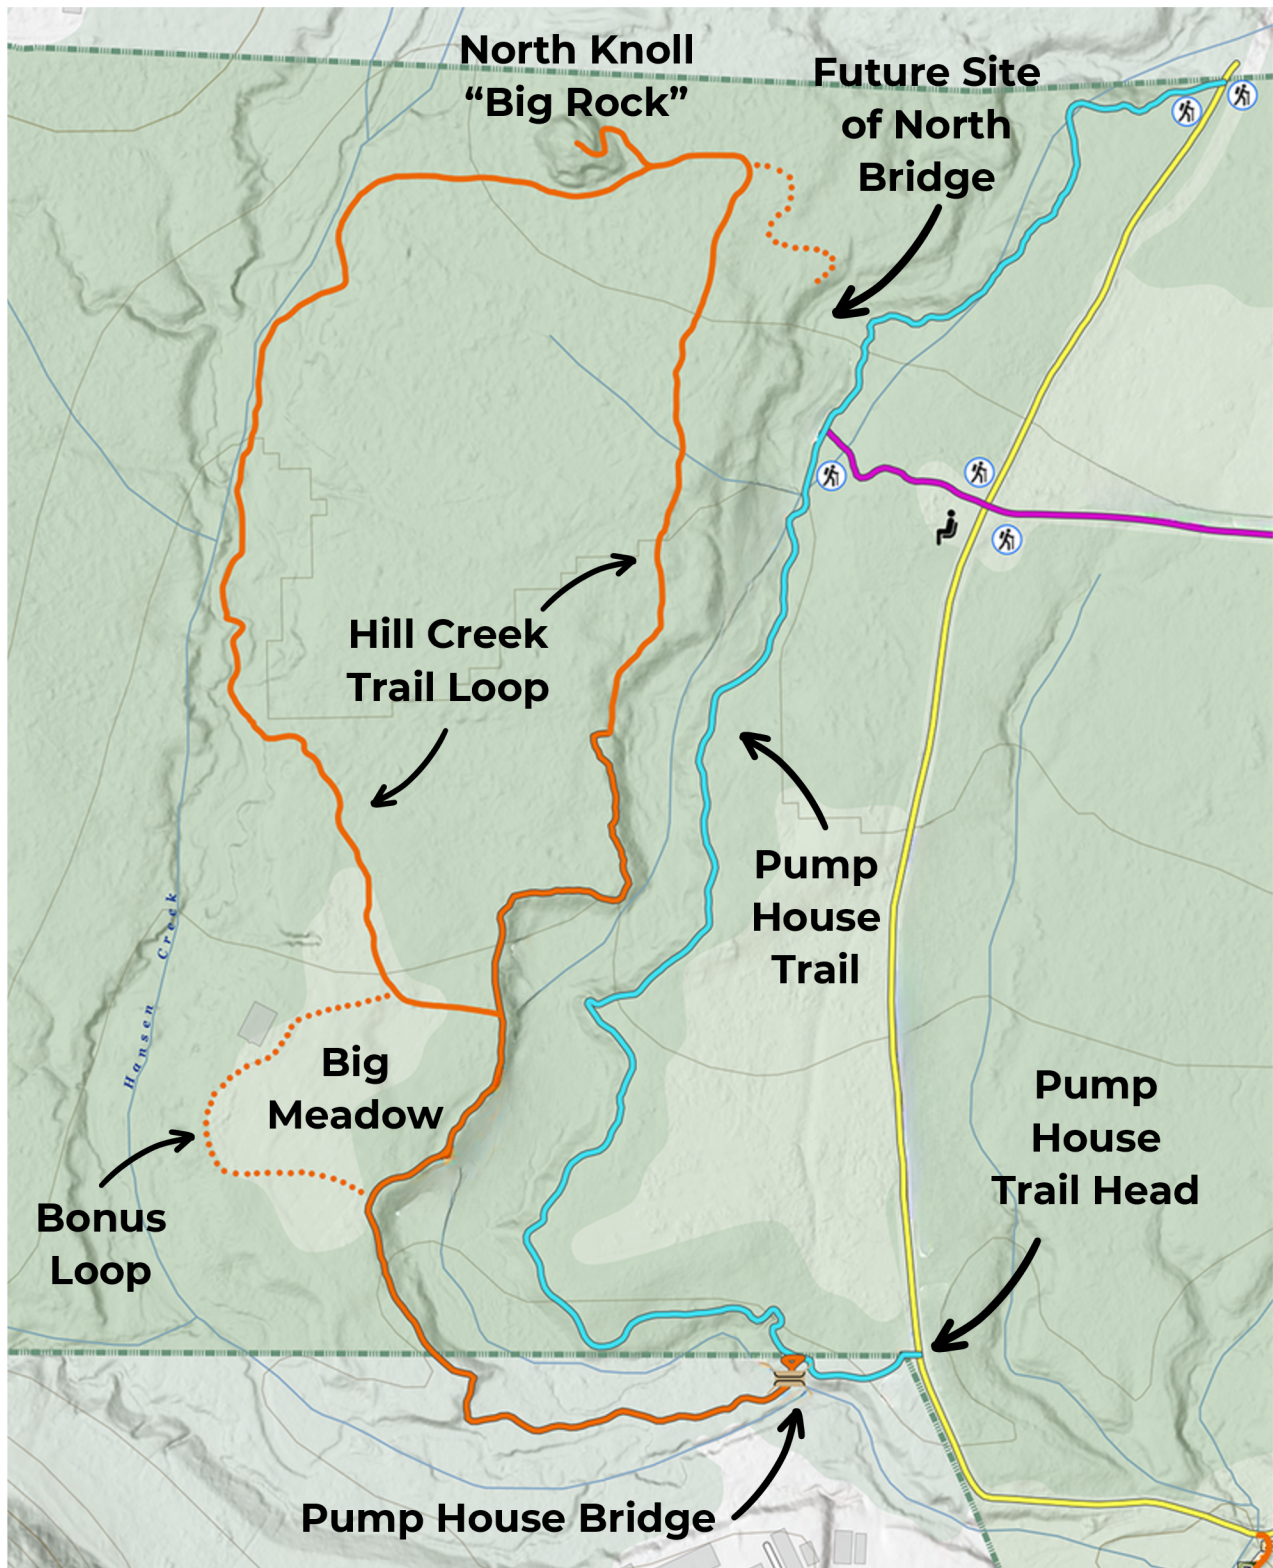 North Knoll
“Big Rock”
Future Site
of North
Bridge
Hill Creek
Trail Loop
Pump
House
Trail
Hansen Creek
Big
Meadow
Pump
House
Trail Head
Bonus
Loop
Pump House Bridge